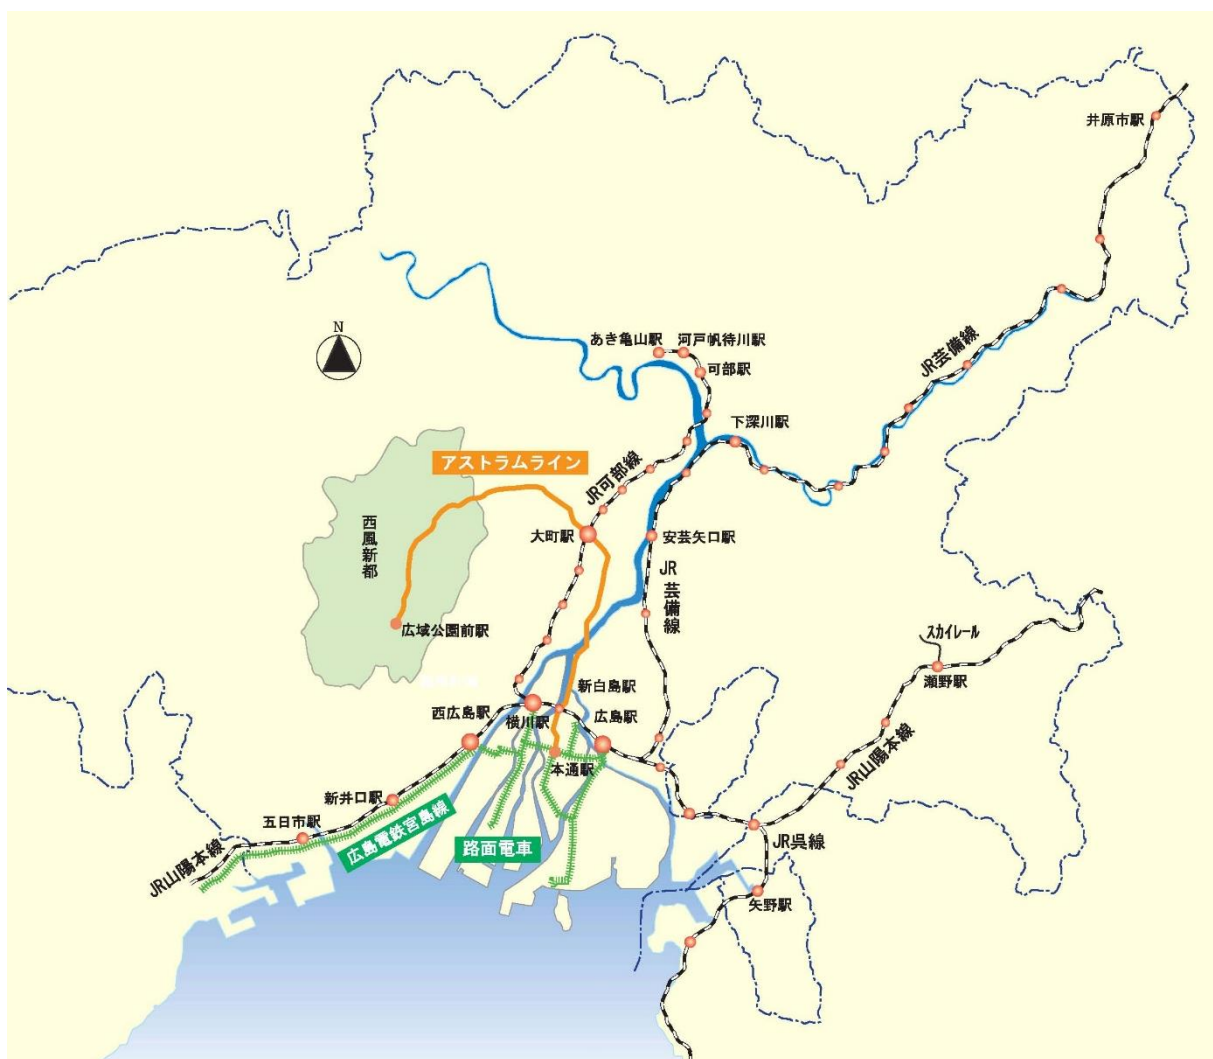 井原市駅
N
あき亀山駅
河戸帆待川駅
可部駅
JR芸備線
下深川駅
アストラムライン
JR可部線
西風新都
大町駅
安芸矢口駅
JR芸備線
広域公園前駅
スカイレール
瀬野駅
新白島駅
西広島駅
横川駅
広島駅
本通駅
JR山陽本線
新井口駅
五日市駅
広島電鉄宮島線
路面電車
JR呉線
JR山陽本線
矢野駅